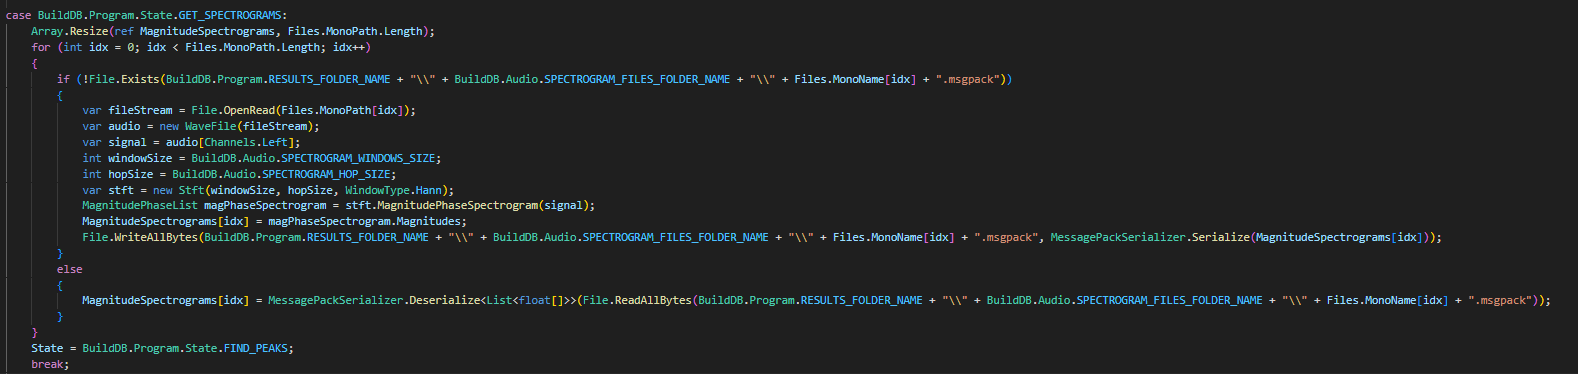 case BuildDB.Program.State.GET_SPECTROGRAMS:
    Array.Resize(ref MagnitudeSpectrograms, Files.MonoPath.Length);
    for (int idx = 0; idx < Files.MonoPath.Length; idx++)
    {
        if (!File.Exists(BuildDB.Program.RESULTS_FOLDER_NAME + "\\" + BuildDB.Audio.SPECTROGRAM_FILES_FOLDER_NAME + "\\" + Files.MonoName[idx] + ".msgpack"))
        {
            var fileStream = File.OpenRead(Files.MonoPath[idx]);
            var audio = new WaveFile(fileStream);
            var signal = audio[Channels.Left];
            int windowSize = BuildDB.Audio.SPECTROGRAM_WINDOWS_SIZE;
            int hopSize = BuildDB.Audio.SPECTROGRAM_HOP_SIZE;
            var stft = new Stft(windowSize, hopSize, WindowType.Hann);
            MagnitudePhaseList magPhaseSpectrogram = stft.MagnitudePhaseSpectrogram(signal);
            MagnitudeSpectrograms[idx] = magPhaseSpectrogram.Magnitudes;
            File.WriteAllBytes(BuildDB.Program.RESULTS_FOLDER_NAME + "\\" + BuildDB.Audio.SPECTROGRAM_FILES_FOLDER_NAME + "\\" + Files.MonoName[idx] + ".msgpack", MessagePackSerializer.Serialize(MagnitudeSpectrograms[idx]));
        }
        else
        {
            MagnitudeSpectrograms[idx] = MessagePackSerializer.Deserialize<List<float[]>>(File.ReadAllBytes(BuildDB.Program.RESULTS_FOLDER_NAME + "\\" + BuildDB.Audio.SPECTROGRAM_FILES_FOLDER_NAME + "\\" + Files.MonoName[idx] + ".msgpack"));
        }
    }
    State = BuildDB.Program.State.FIND_PEAKS;
    break;